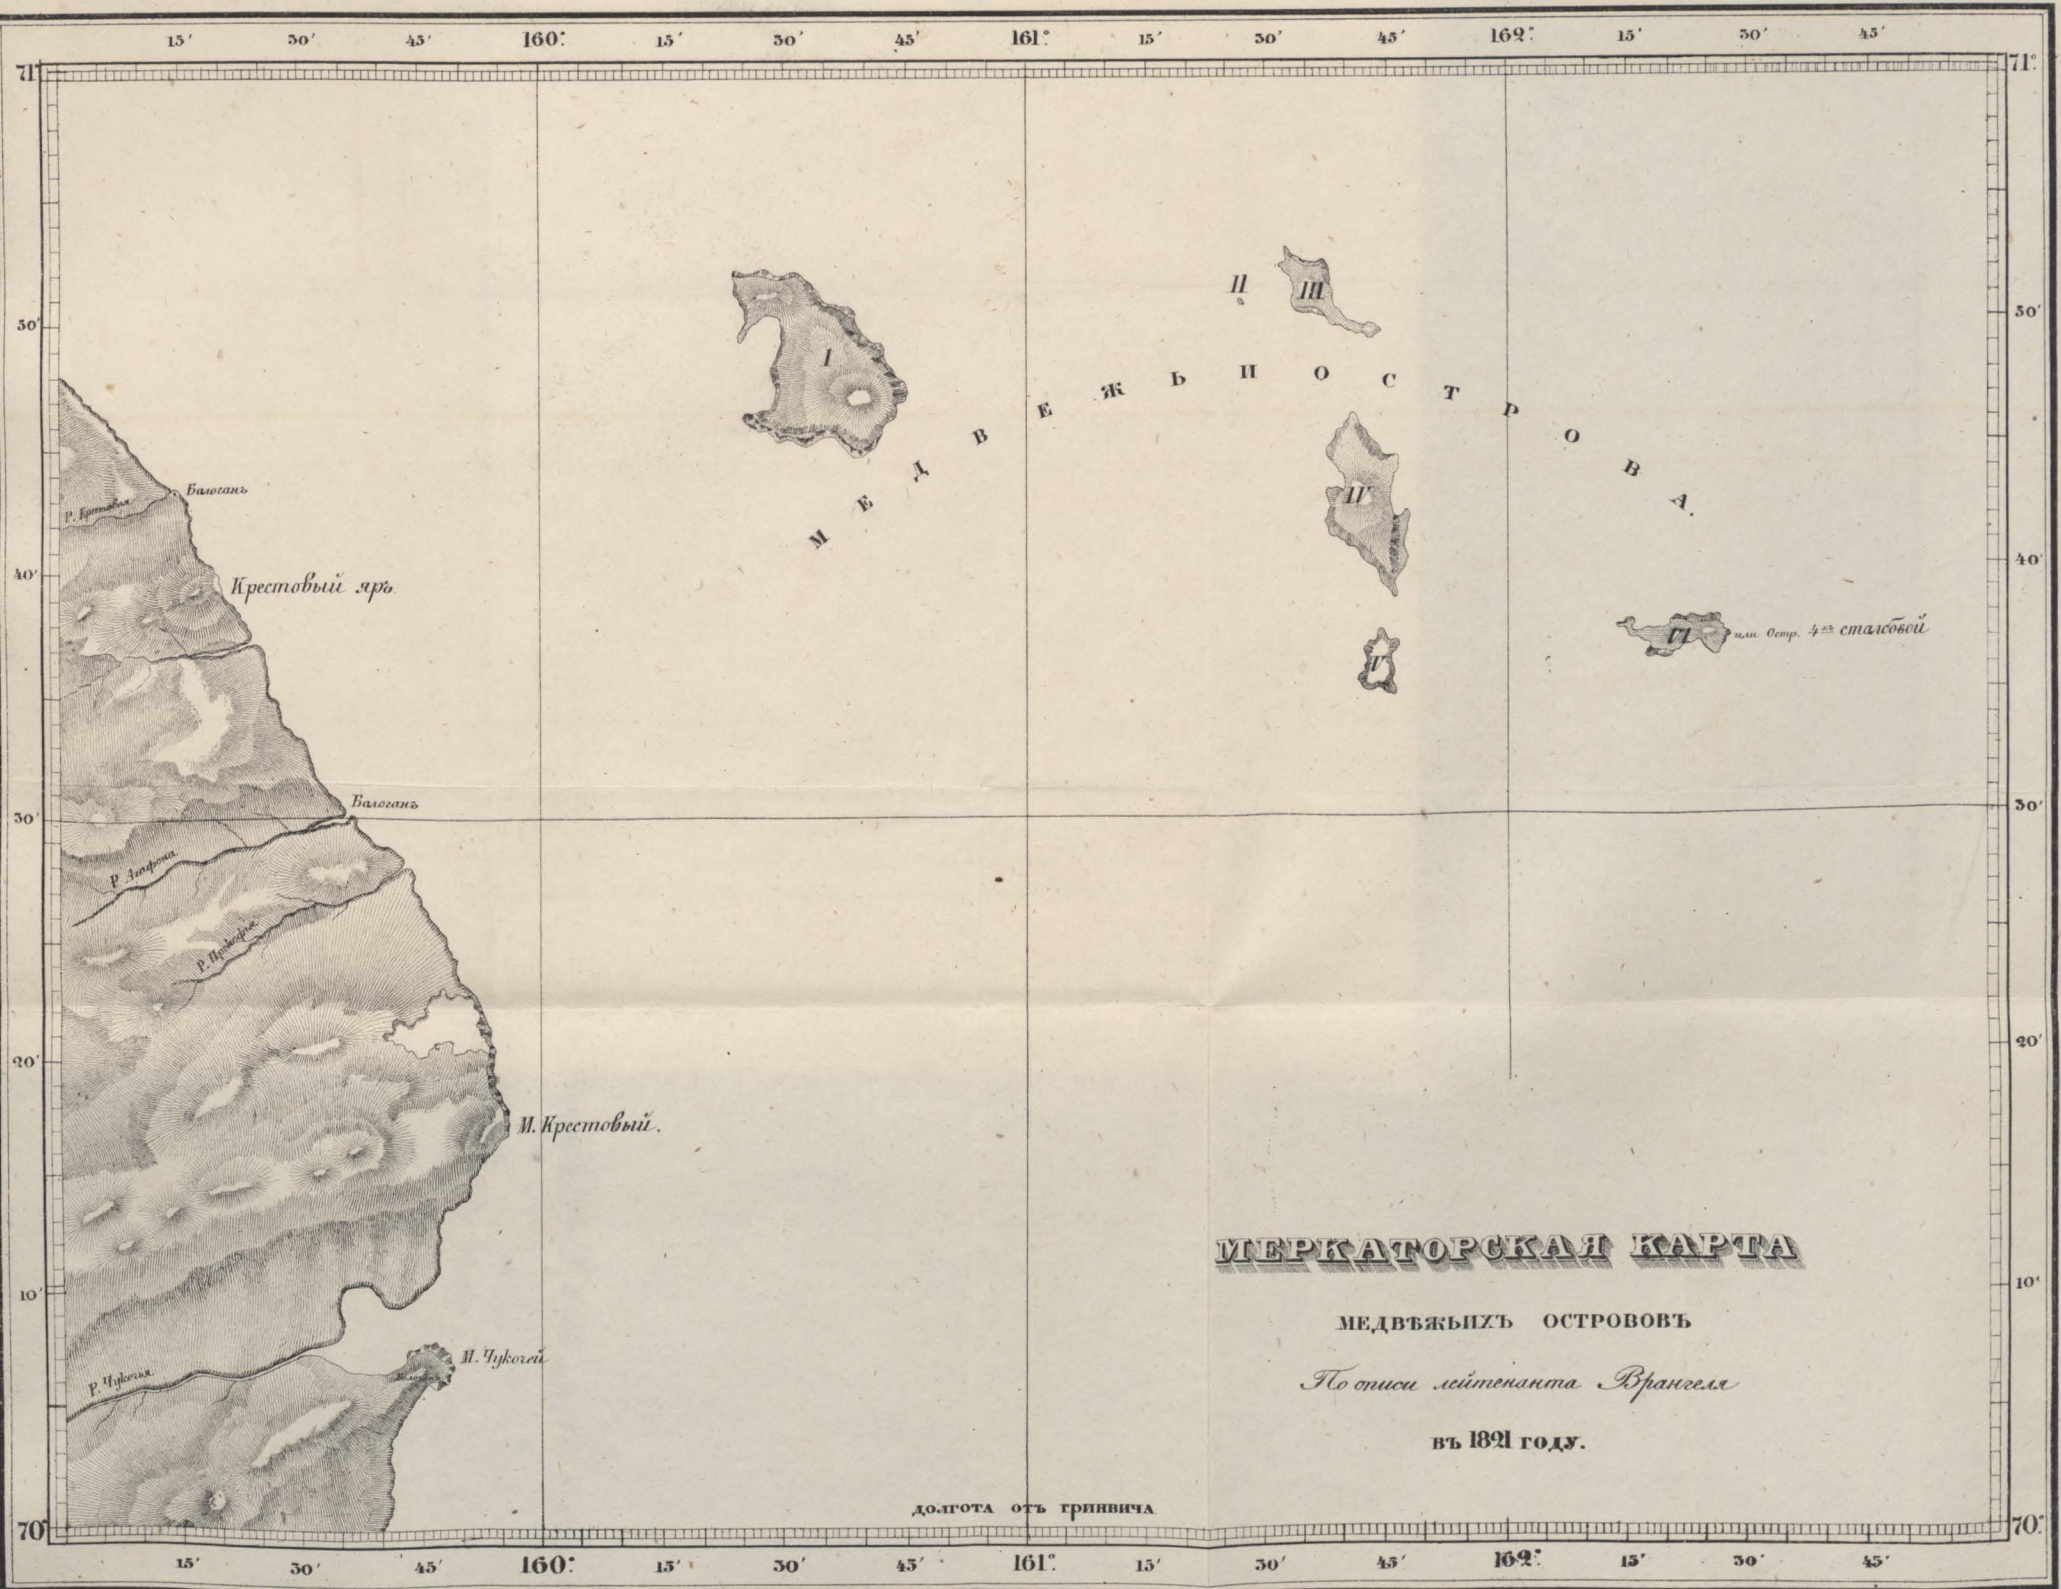 15′ 30′ 45′ 160° 15′ 30′ 45′ 161° 15′ 30′ 45′ 162° 15′ 30′ 45′
71° 71°
II III
50′ 50′
I
МЕДВЕЖЬИ ОСТРОВА.
IV
Балоганъ
Р. Крестовая
40′ 40′
Крестовый яръ
V
VI или Остр. 4хъ столбовой
Балоганъ
30′ 30′
Р. Агафона
Р. Прокофья
20′ 20′
М. Крестовый.
МЕРКАТОРСКАЯ КАРТА
10′ 10′
МЕДВѢЖЬИХЪ ОСТРОВОВЪ
М. Чукочей
Р. Чукочья
По описи лейтенанта Врангеля
въ 1821 году.
ДОЛГОТА ОТЪ ГРИНВИЧА
70° 70°
15′ 30′ 45′ 160° 15′ 30′ 45′ 161° 15′ 30′ 45′ 162° 15′ 30′ 45′